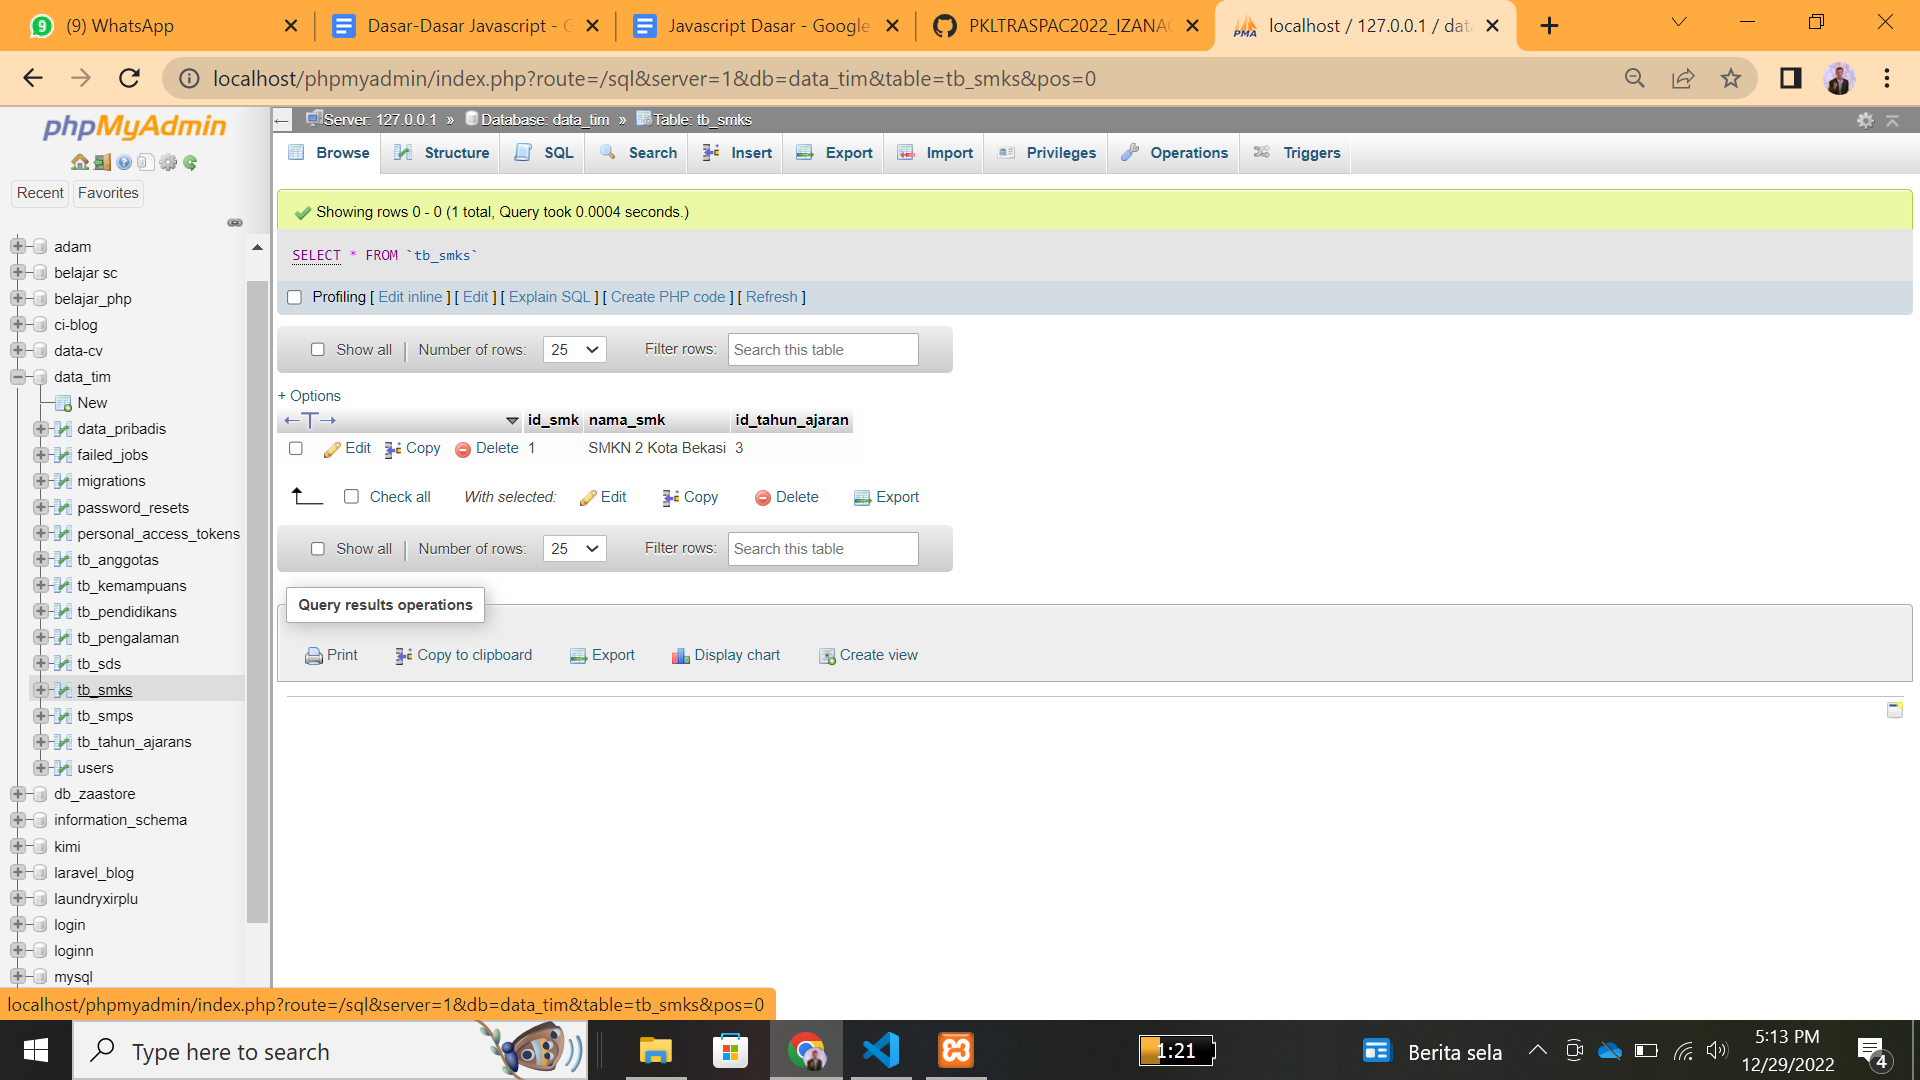 (9) WhatsApp
Dasar-Dasar Javascript - G
Javascript Dasar - Google
PKLTRASPAC2022_IZANA
localhost / 127.0.0.1 / dat
localhost/phpmyadmin/index.php?route=/sql&server=1&db=data_tim&table=tb_smks&pos=0
phpMyAdmin
Recent
Favorites
adam
belajar sc
belajar_php
ci-blog
data-cv
data_tim
New
data_pribadis
failed_jobs
migrations
password_resets
personal_access_tokens
tb_anggotas
tb_kemampuans
tb_pendidikans
tb_pengalaman
tb_sds
tb_smks
tb_smps
tb_tahun_ajarans
users
db_zaastore
information_schema
kimi
laravel_blog
laundryxirplu
login
loginn
mysql
Server: 127.0.0.1 » Database: data_tim » Table: tb_smks
Browse Structure SQL Search Insert Export Import Privileges Operations Triggers
Showing rows 0 - 0 (1 total, Query took 0.0004 seconds.)
SELECT * FROM `tb_smks`
Profiling [ Edit inline ] [ Edit ] [ Explain SQL ] [ Create PHP code ] [ Refresh ]
Show all | Number of rows: 25 Filter rows: Search this table
+ Options
←T→ id_smk nama_smk id_tahun_ajaran
Edit Copy Delete 1 SMKN 2 Kota Bekasi 3
Check all With selected: Edit Copy Delete Export
Show all | Number of rows: 25 Filter rows: Search this table
Query results operations
Print Copy to clipboard Export Display chart Create view
localhost/phpmyadmin/index.php?route=/sql&server=1&db=data_tim&table=tb_smks&pos=0
Type here to search
1:21
Berita sela
5:13 PM
12/29/2022
4